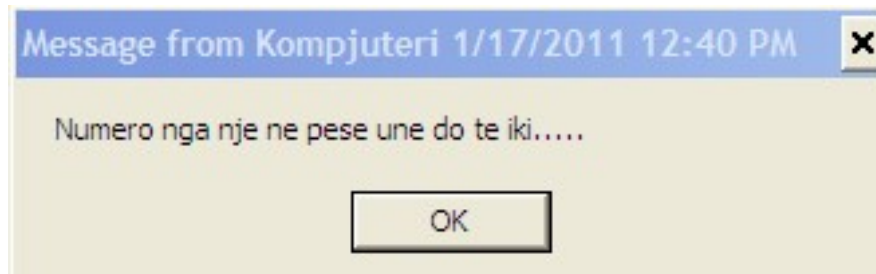 Message from Kompjuteri 1/17/2011 12:40 PM
Numero nga nje ne pese une do te iki.....
OK